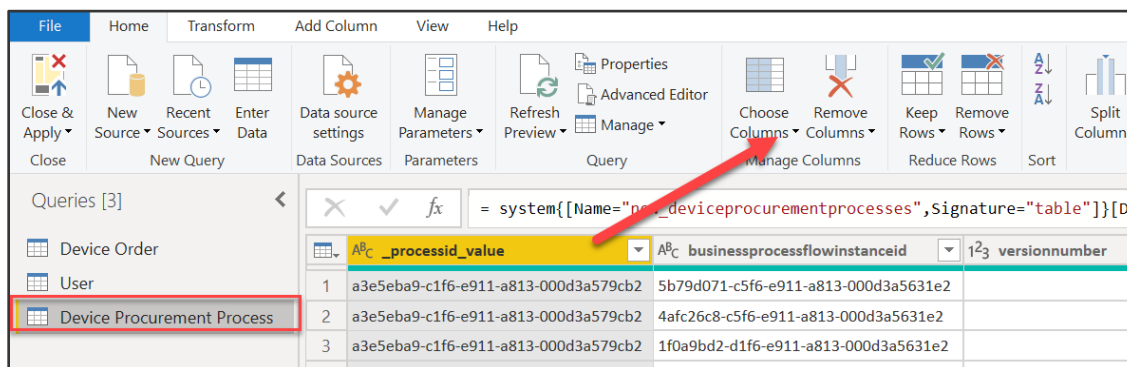 File Home Transform Add Column View Help
Close & Apply
New Source
Recent Sources
Enter Data
Data source settings
Manage Parameters
Refresh Preview
Properties
Advanced Editor
Manage
Choose Columns
Remove Columns
Keep Rows
Remove Rows
Split Column
Close New Query Data Sources Parameters Query Manage Columns Reduce Rows Sort
Queries [3]
Device Order
User
Device Procurement Process
fx = system{[Name="
deviceprocurementprocesses",Signature="table"]}[D
ABC _processid_value ABC businessprocessflowinstanceid 123 versionnumber
1 a3e5eba9-c1f6-e911-a813-000d3a579cb2 5b79d071-c5f6-e911-a813-000d3a5631e2
2 a3e5eba9-c1f6-e911-a813-000d3a579cb2 4afc26c8-c5f6-e911-a813-000d3a5631e2
3 a3e5eba9-c1f6-e911-a813-000d3a579cb2 1f0a9bd2-d1f6-e911-a813-000d3a5631e2